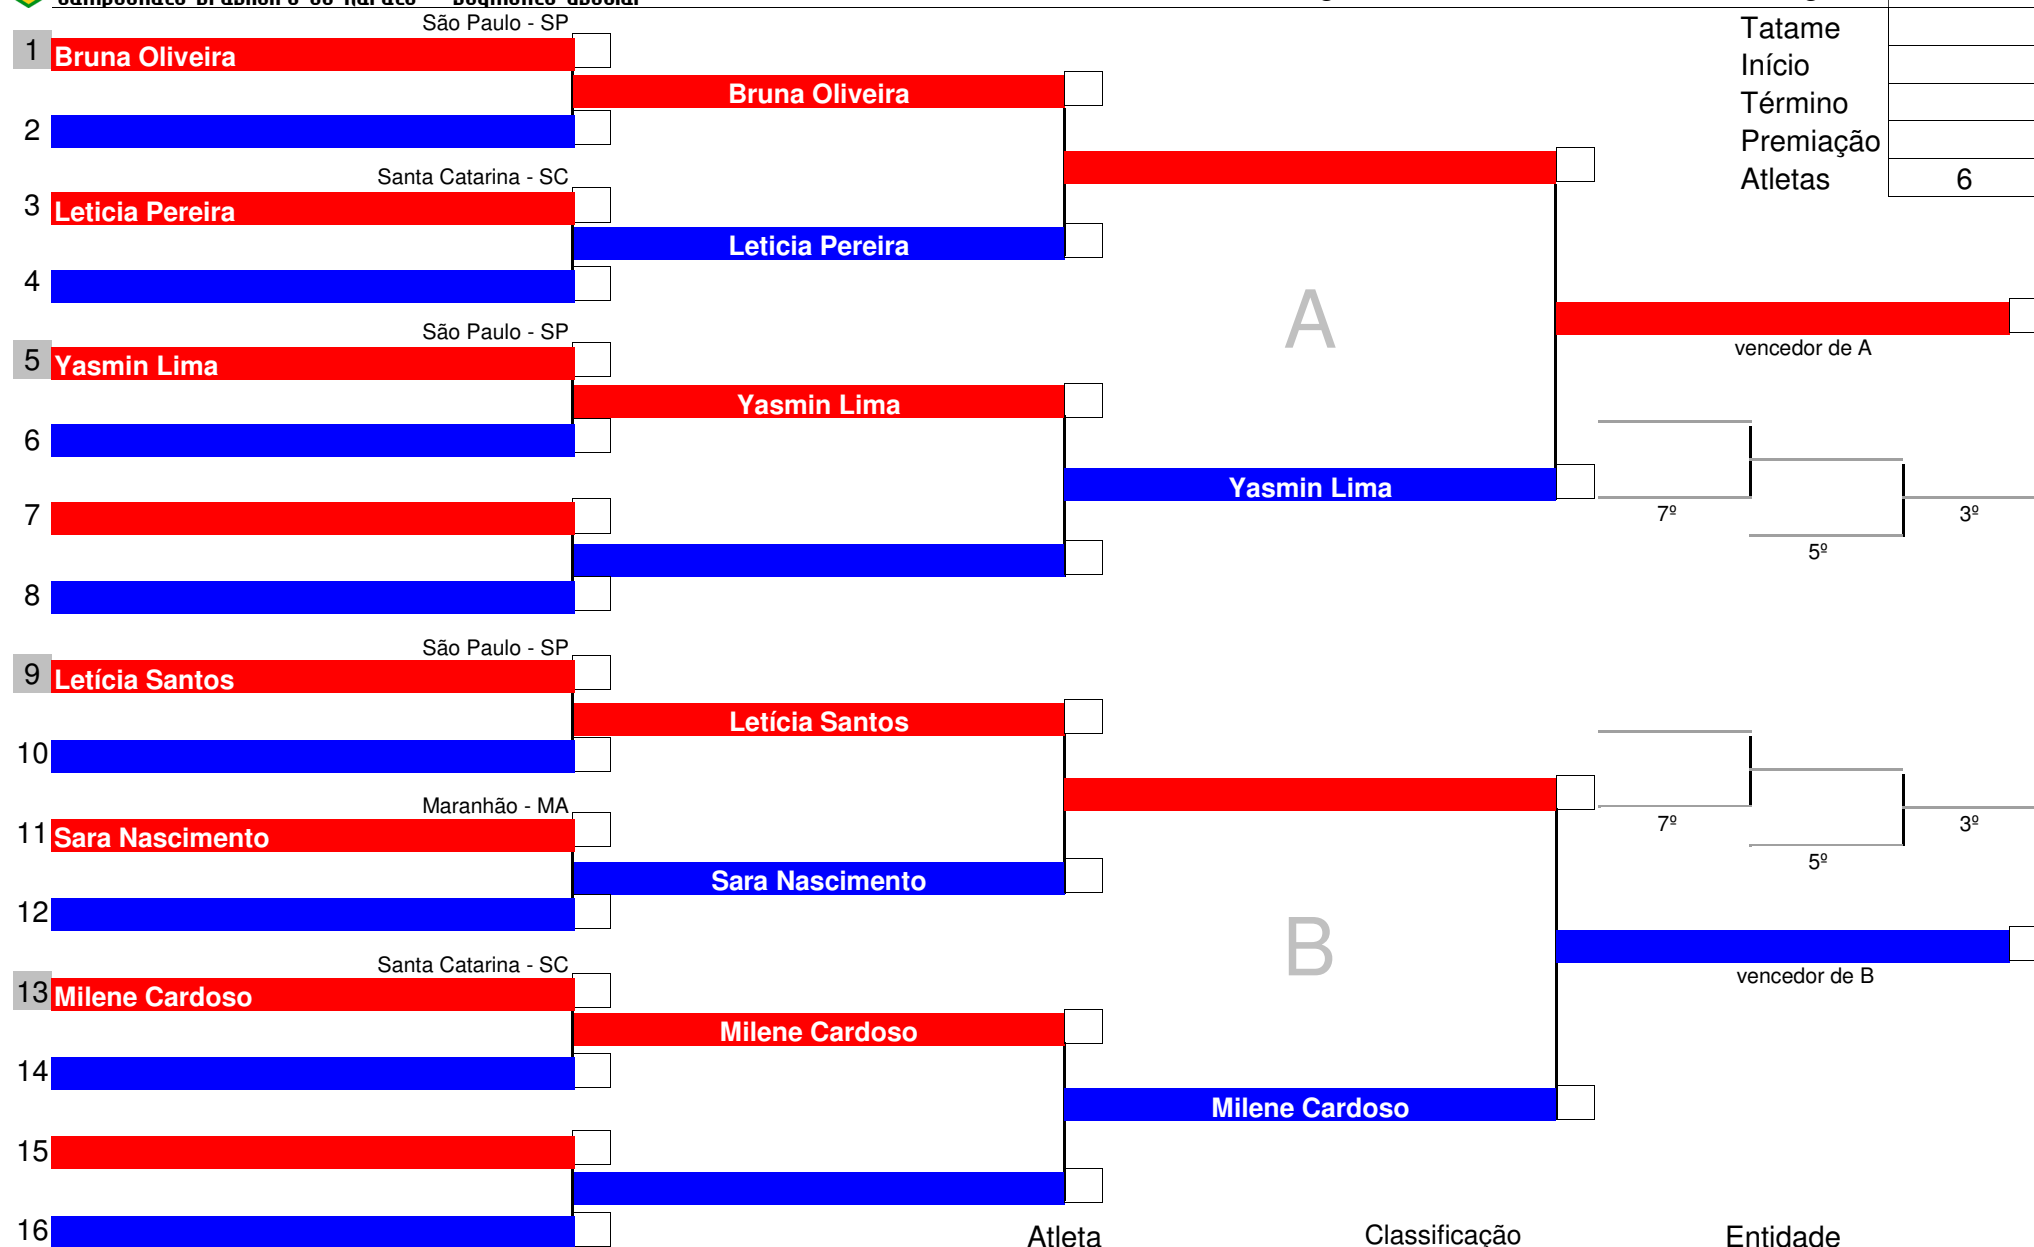 São Paulo - SP
1 Bruna Oliveira
Bruna Oliveira
2
Santa Catarina - SC
3 Leticia Pereira
Leticia Pereira
4
São Paulo - SP
5 Yasmin Lima
Yasmin Lima
6
Yasmin Lima
7
8
A
vencedor de A
7º
5º
3º
São Paulo - SP
9 Letícia Santos
Letícia Santos
10
Maranhão - MA
11 Sara Nascimento
Sara Nascimento
12
Santa Catarina - SC
13 Milene Cardoso
Milene Cardoso
14
Milene Cardoso
15
16
B
7º
5º
3º
vencedor de B
Tatame
Início
Término
Premiação
Atletas 6
Atleta Classificação Entidade